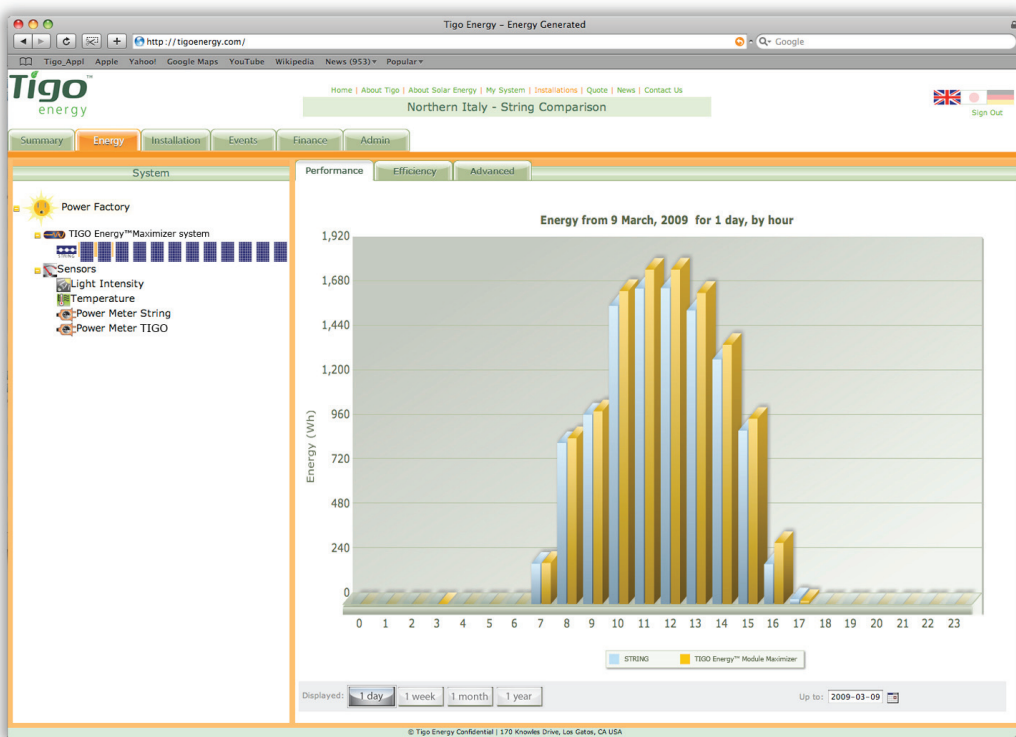 Tigo Energy – Energy Generated
http://tigoenergy.com/
Google
Tigo_Appl Apple Yahoo! Google Maps YouTube Wikipedia News (953) Popular
Tigo™
energy
Home | About Tigo | About Solar Energy | My System | Installations | Quote | News | Contact Us
Northern Italy - String Comparison
Sign Out
Summary Energy Installation Events Finance Admin
System
Performance Efficiency Advanced
Power Factory
TIGO Energy™Maximizer system
STRING
Sensors
Light Intensity
Temperature
Power Meter String
Power Meter TIGO
Energy from 9 March, 2009 for 1 day, by hour
Energy (Wh)
1,920
1,680
1,440
1,200
960
720
480
240
0
0 1 2 3 4 5 6 7 8 9 10 11 12 13 14 15 16 17 18 19 20 21 22 23
STRING TIGO Energy™ Module Maximizer
Displayed: 1 day 1 week 1 month 1 year Up to: 2009-03-09
© Tigo Energy Confidential | 170 Knowles Drive, Los Gatos, CA USA